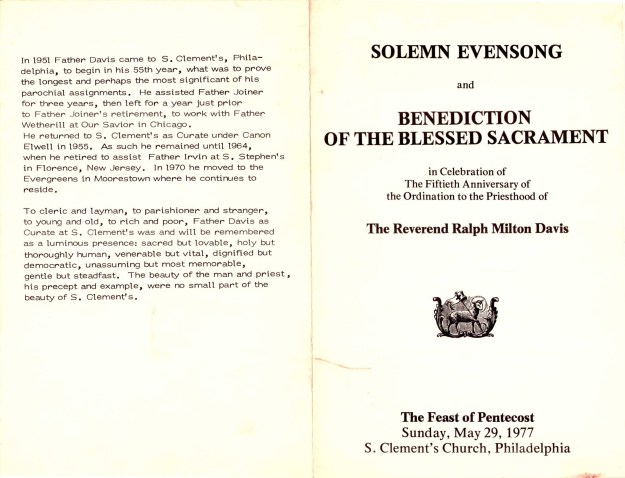 In 1951 Father Davis came to S. Clement's, Phila-
delphia, to begin in his 55th year, what was to prove
the longest and perhaps the most significant of his
parochial assignments. He assisted Father Joiner
for three years, then left for a year just prior
to Father Joiner's retirement, to work with Father
Wetherill at Our Savior in Chicago.
He returned to S. Clement's as Curate under Canon
Elwell in 1955. As such he remained until 1964,
when he retired to assist Father Irvin at S. Stephen's
in Florence, New Jersey. In 1970 he moved to the
Evergreens in Moorestown where he continues to
reside.
To cleric and layman, to parishioner and stranger,
to young and old, to rich and poor, Father Davis as
Curate at S. Clement's was and will be remembered
as a luminous presence: sacred but lovable, holy but
thoroughly human, venerable but vital, dignified but
democratic, unassuming but most memorable,
gentle but steadfast. The beauty of the man and priest,
his precept and example, were no small part of the
beauty of S. Clement's.
SOLEMN EVENSONG
and
BENEDICTION
OF THE BLESSED SACRAMENT
in Celebration of
The Fiftieth Anniversary of
the Ordination to the Priesthood of
The Reverend Ralph Milton Davis
The Feast of Pentecost
Sunday, May 29, 1977
S. Clement's Church, Philadelphia